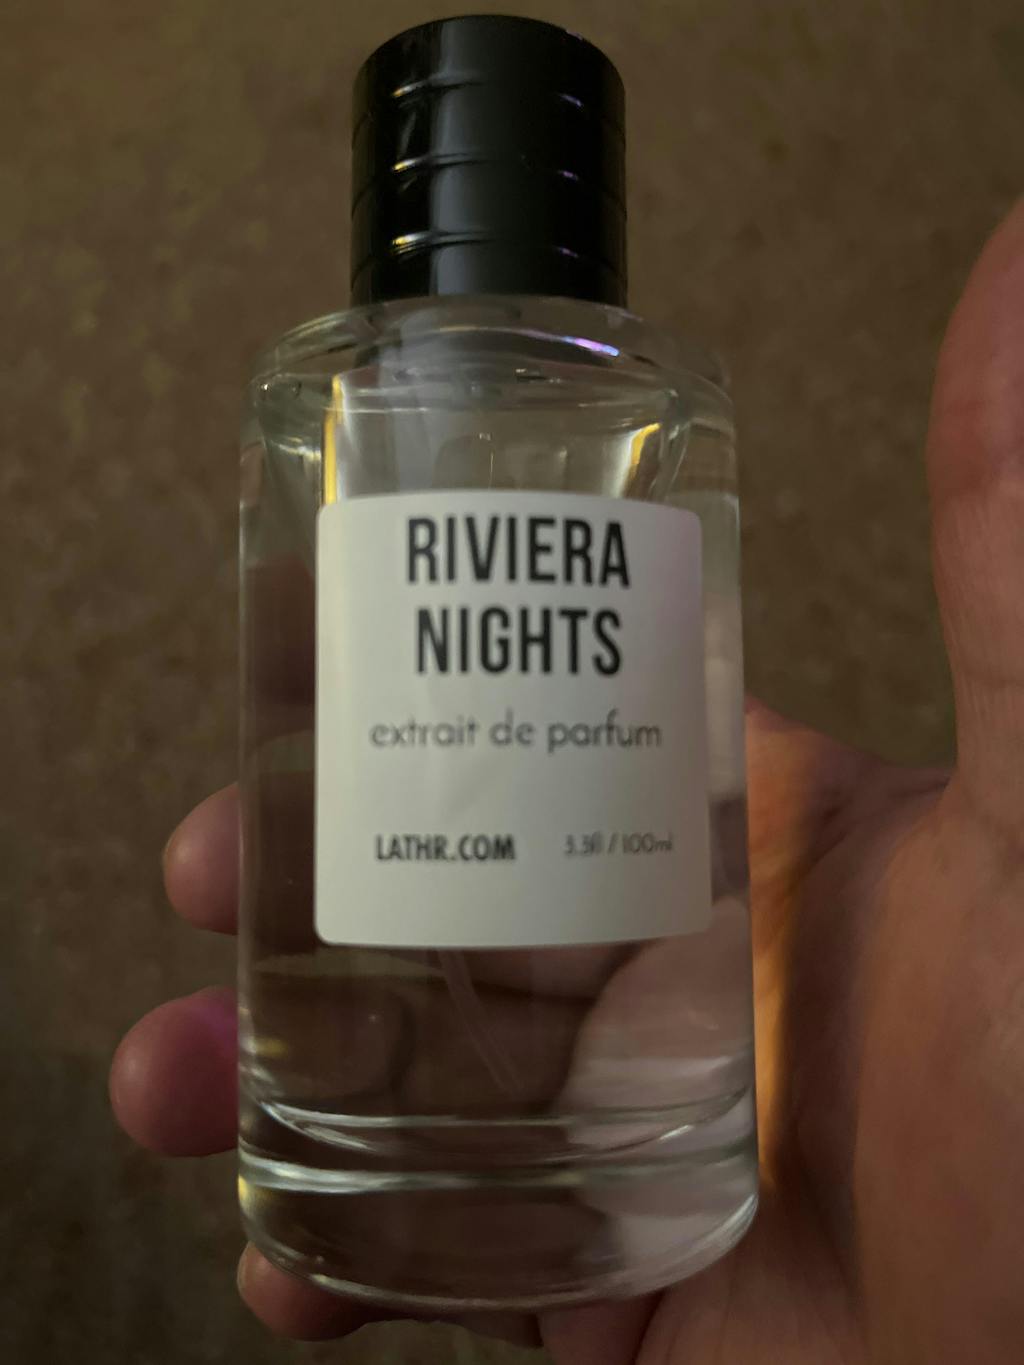 RIVIERA
NIGHTS
extrait de parfum
LATHR.COM 3.3fl / 100ml